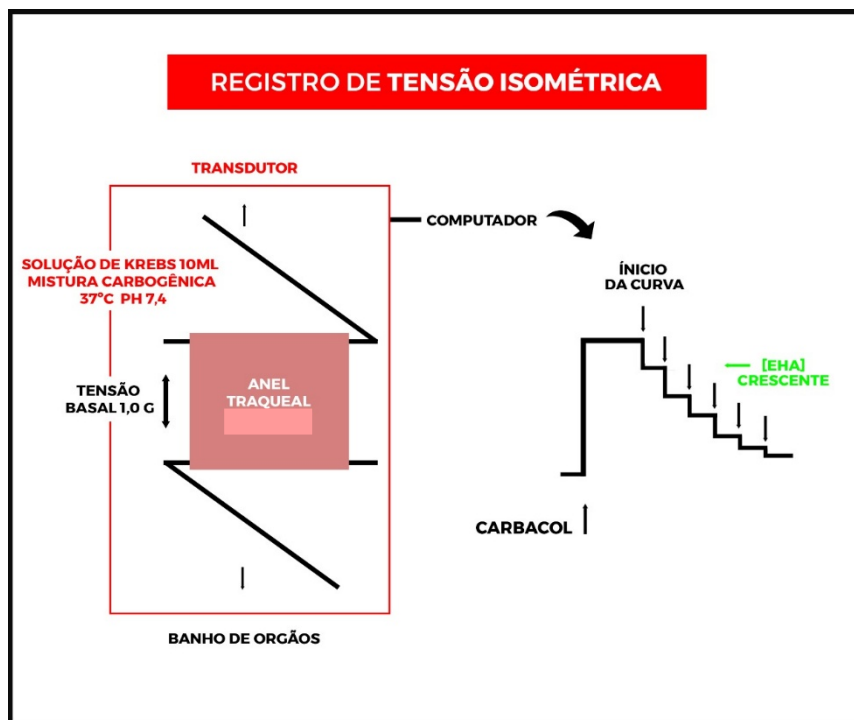 REGISTRO DE TENSÃO ISOMÉTRICA
TRANSDUTOR
COMPUTADOR
SOLUÇÃO DE KREBS 10ML
MISTURA CARBOGÊNICA
37ºC PH 7,4
ÍNICIO
DA CURVA
[EHA]
CRESCENTE
TENSÃO
BASAL 1,0 G
ANEL
TRAQUEAL
CARBACOL
BANHO DE ORGÃOS